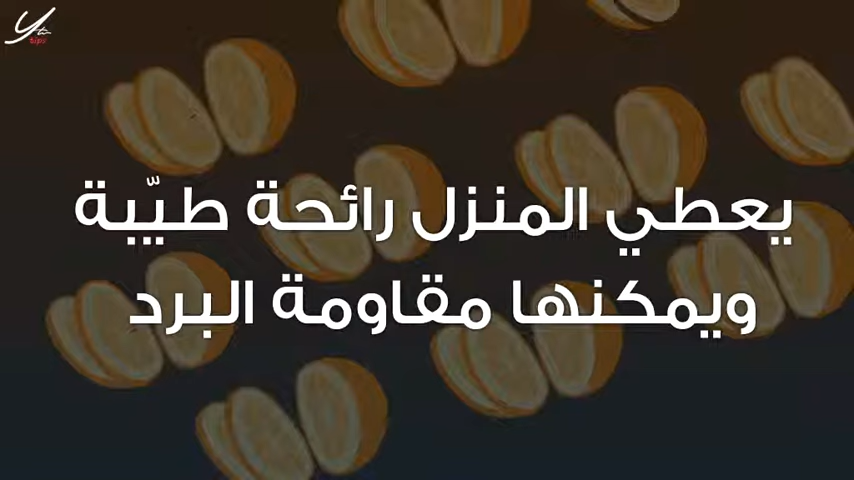 يعطي المنزل رائحة طيّبة
ويمكنها مقاومة البرد